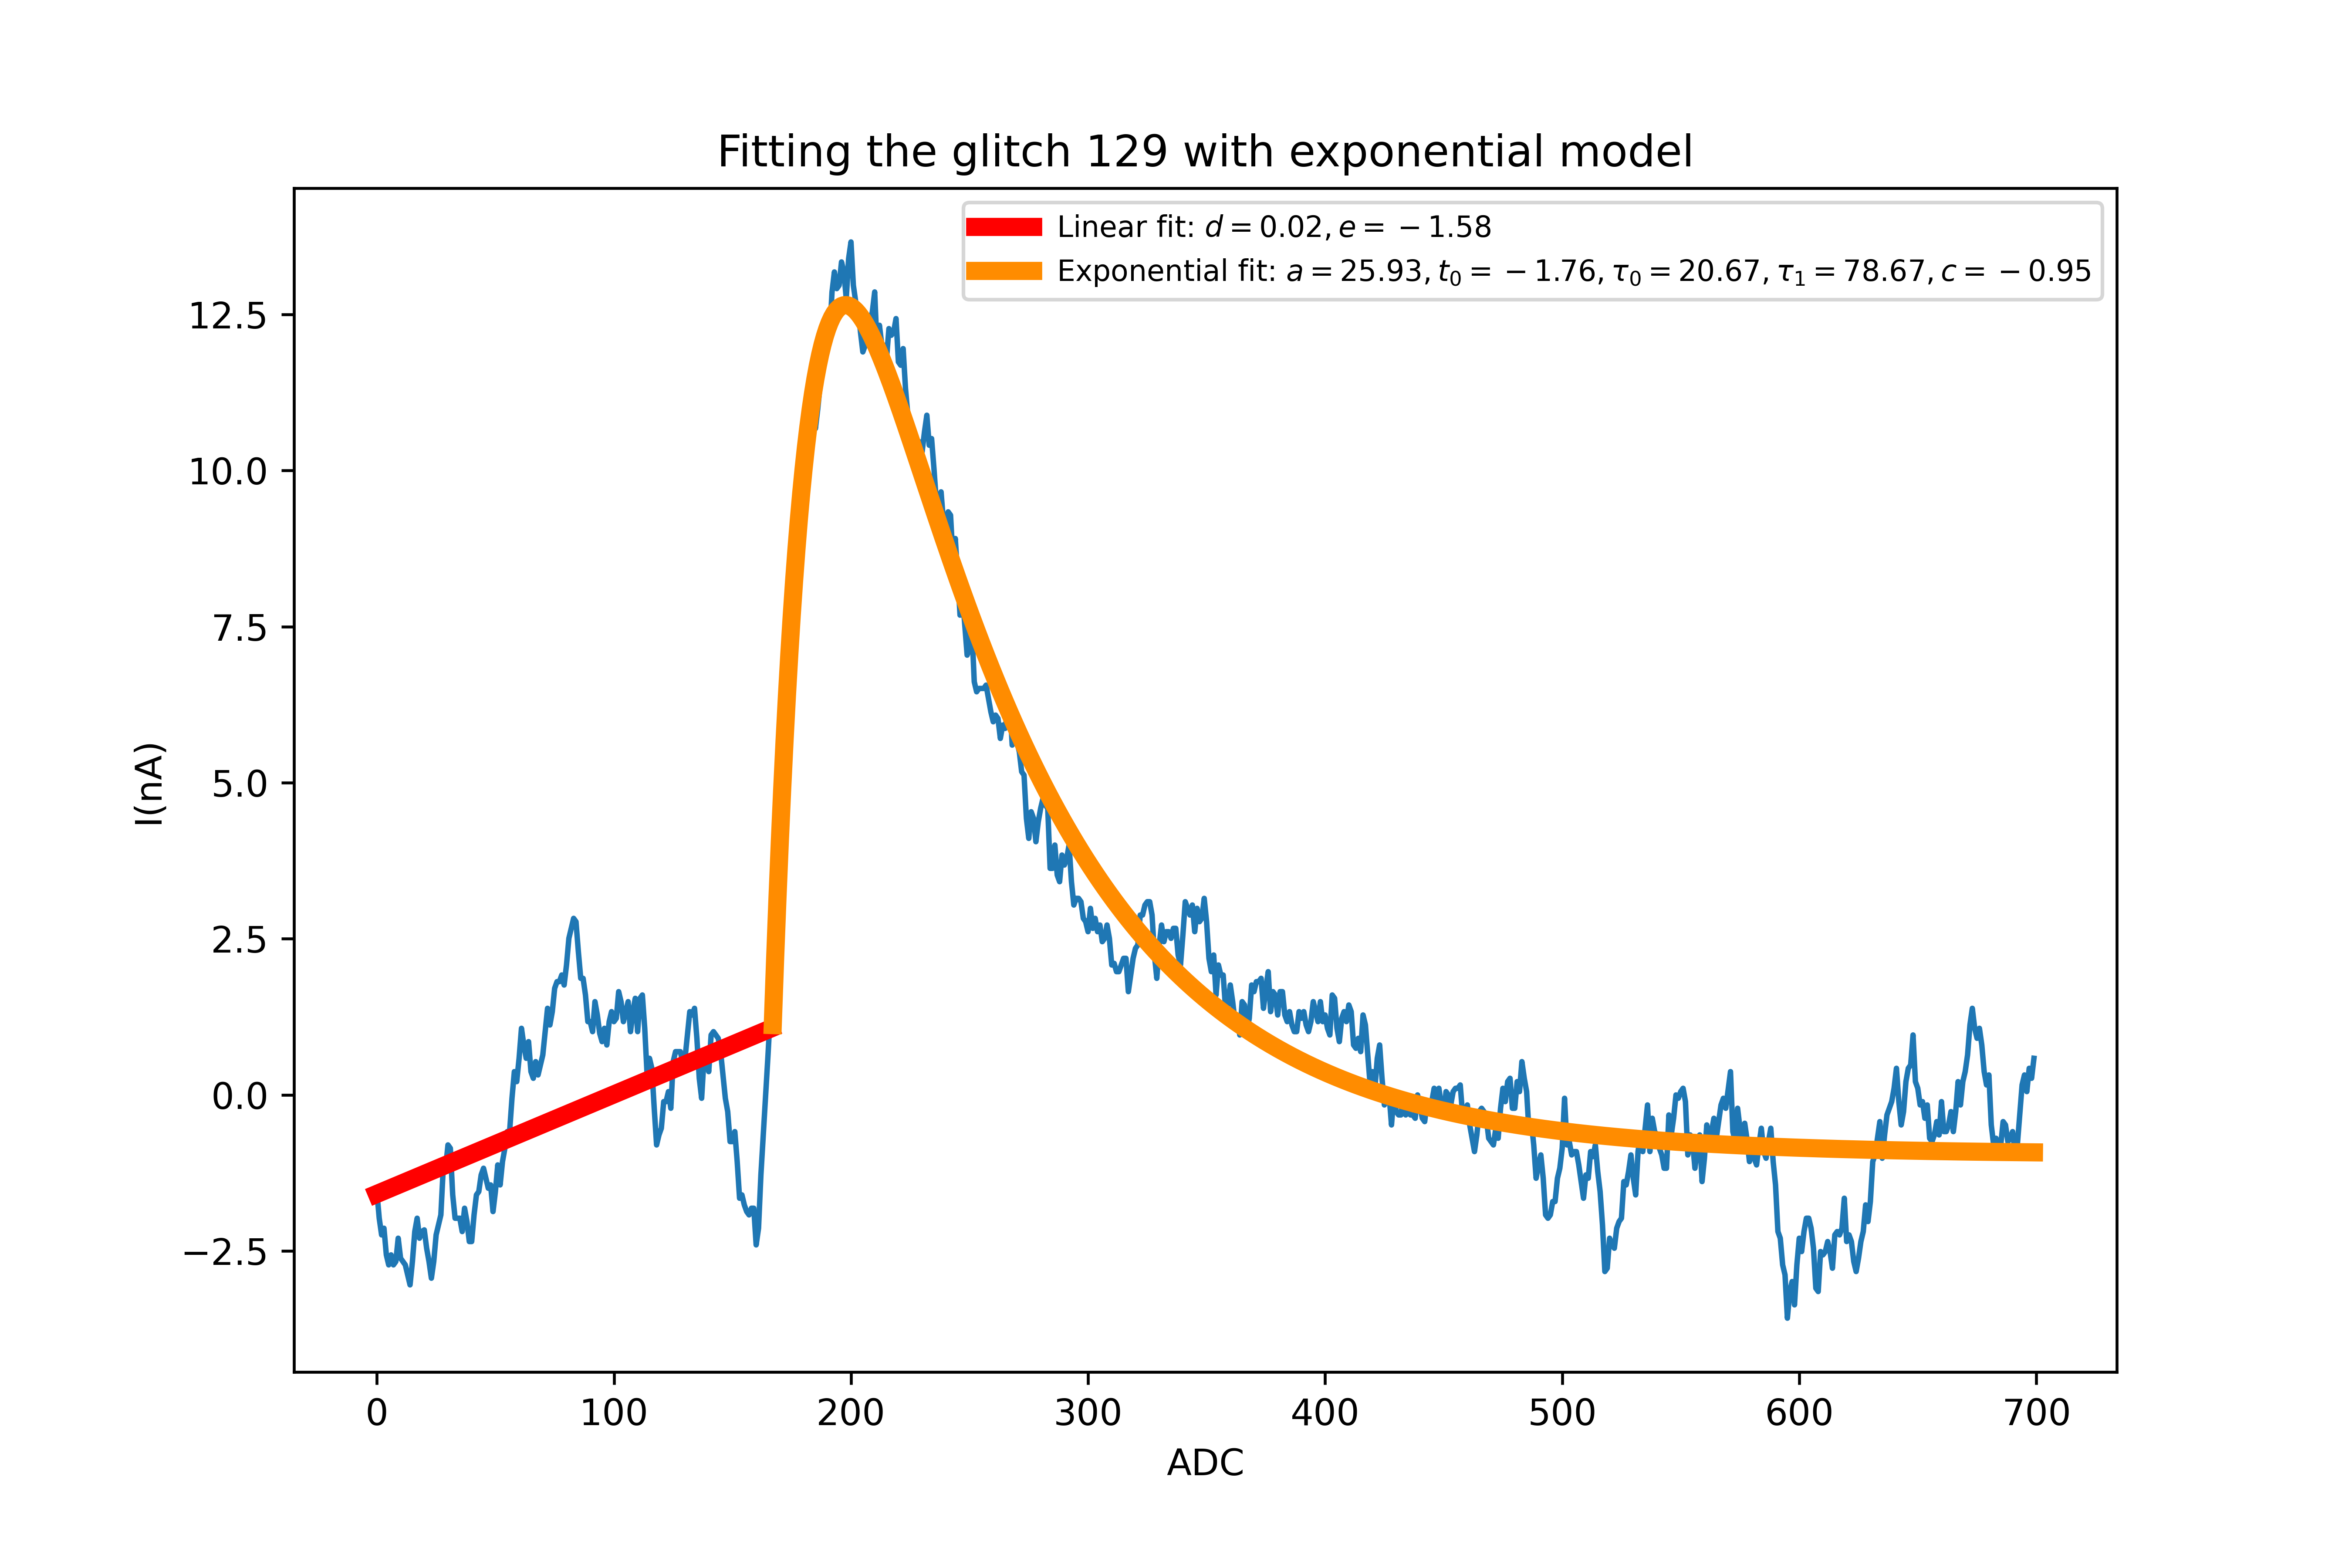 Fitting the glitch 129 with exponential model
Linear fit: d = 0.02, e = −1.58
Exponential fit: a = 25.93, t₀ = −1.76, τ₀ = 20.67, τ₁ = 78.67, c = −0.95
12.5
10.0
7.5
5.0
2.5
0.0
−2.5
I(nA)
0 100 200 300 400 500 600 700
ADC